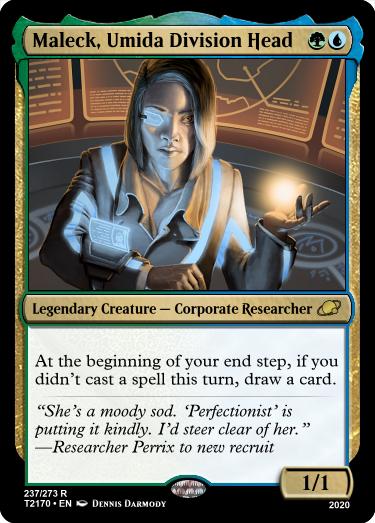 Maleck, Umida Division Head
Legendary Creature — Corporate Researcher
At the beginning of your end step, if you
didn't cast a spell this turn, draw a card.
“She's a moody sod. ‘Perfectionist’ is
putting it kindly. I'd steer clear of her.”
—Researcher Perrix to new recruit
1/1
237/273 R
T2170 • EN Dennis Darmody
2020